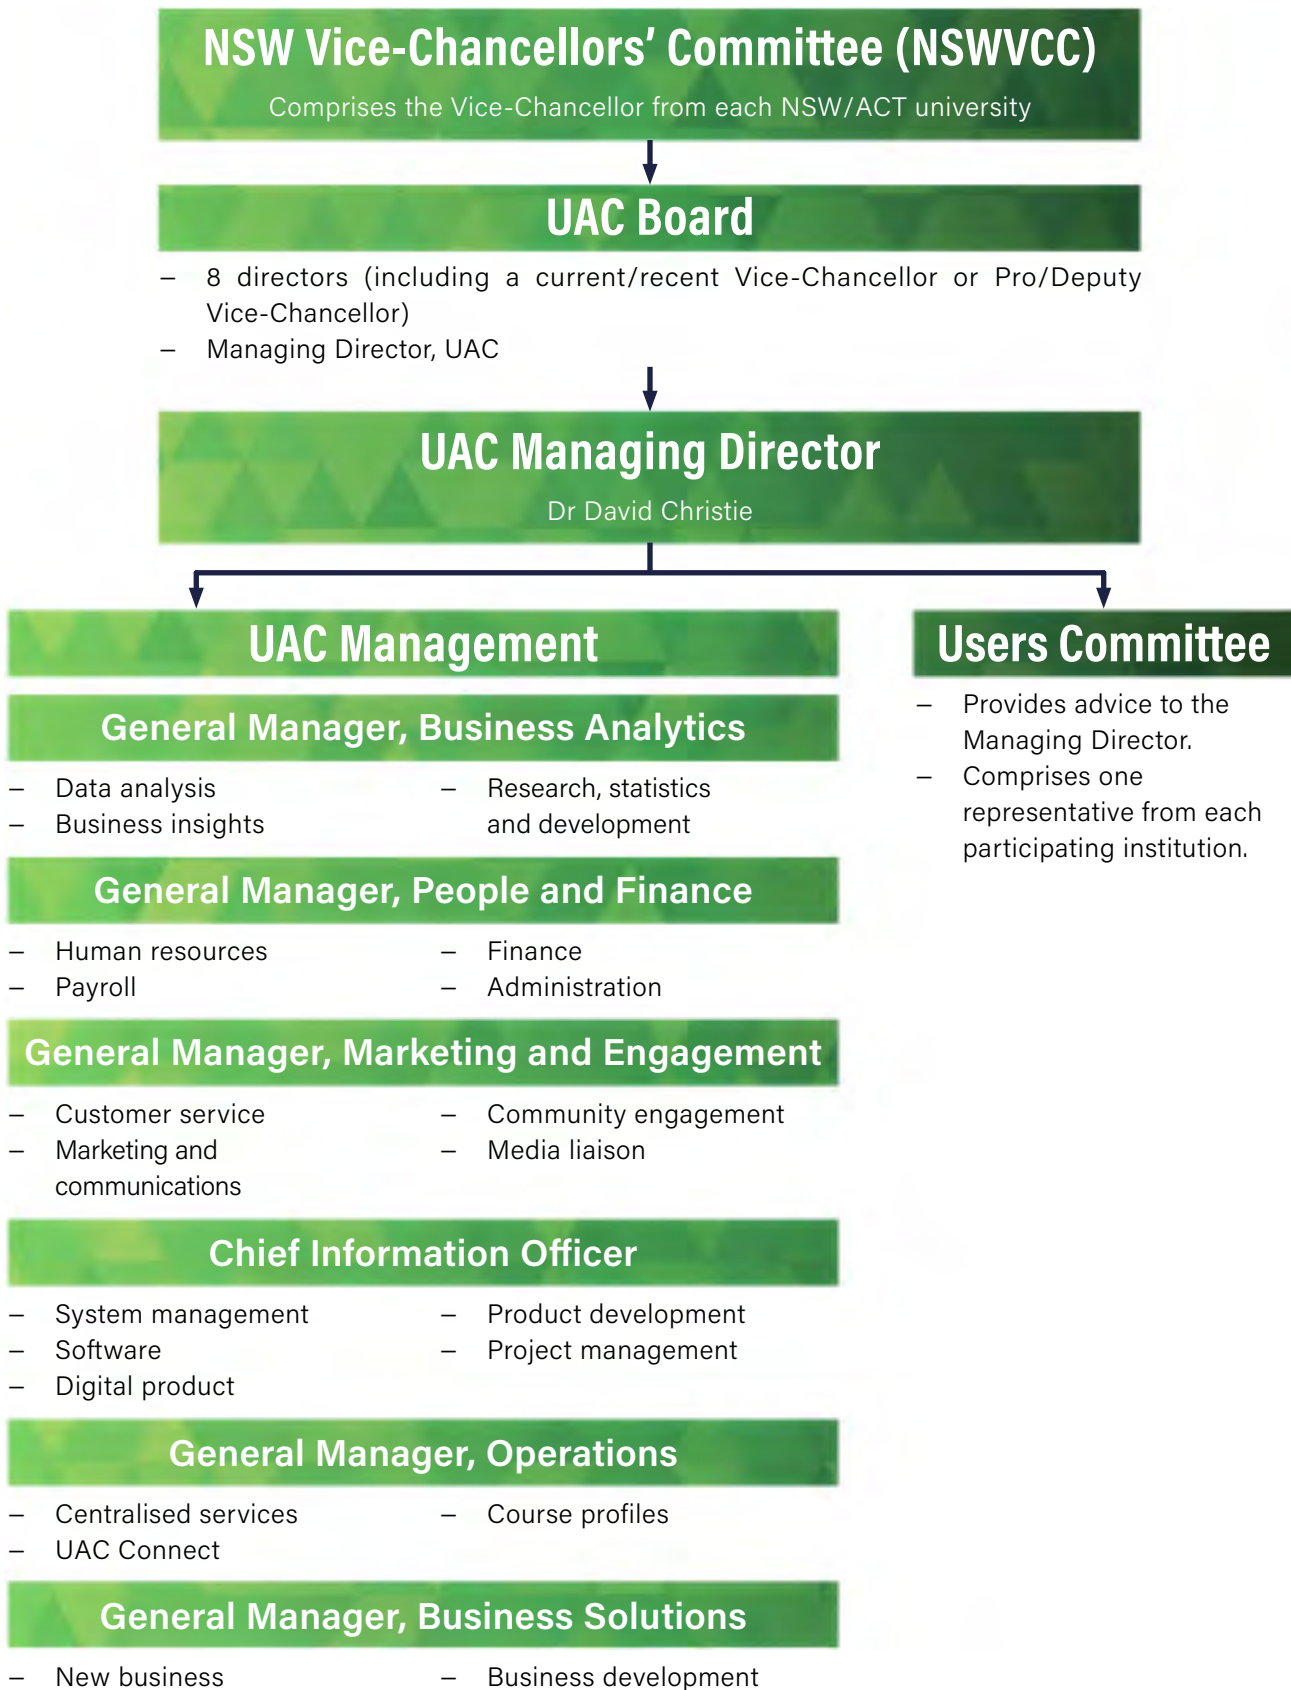 NSW Vice-Chancellors’ Committee (NSWVCC)
Comprises the Vice-Chancellor from each NSW/ACT university
UAC Board
– 8 directors (including a current/recent Vice-Chancellor or Pro/Deputy
Vice-Chancellor)
– Managing Director, UAC
UAC Managing Director
Dr David Christie
UAC Management
General Manager, Business Analytics
– Data analysis
– Business insights
– Research, statistics
and development
General Manager, People and Finance
– Human resources
– Payroll
– Finance
– Administration
General Manager, Marketing and Engagement
– Customer service
– Marketing and
communications
– Community engagement
– Media liaison
Chief Information Officer
– System management
– Software
– Digital product
– Product development
– Project management
General Manager, Operations
– Centralised services
– UAC Connect
– Course profiles
General Manager, Business Solutions
– New business
– Business development
Users Committee
– Provides advice to the
Managing Director.
– Comprises one
representative from each
participating institution.